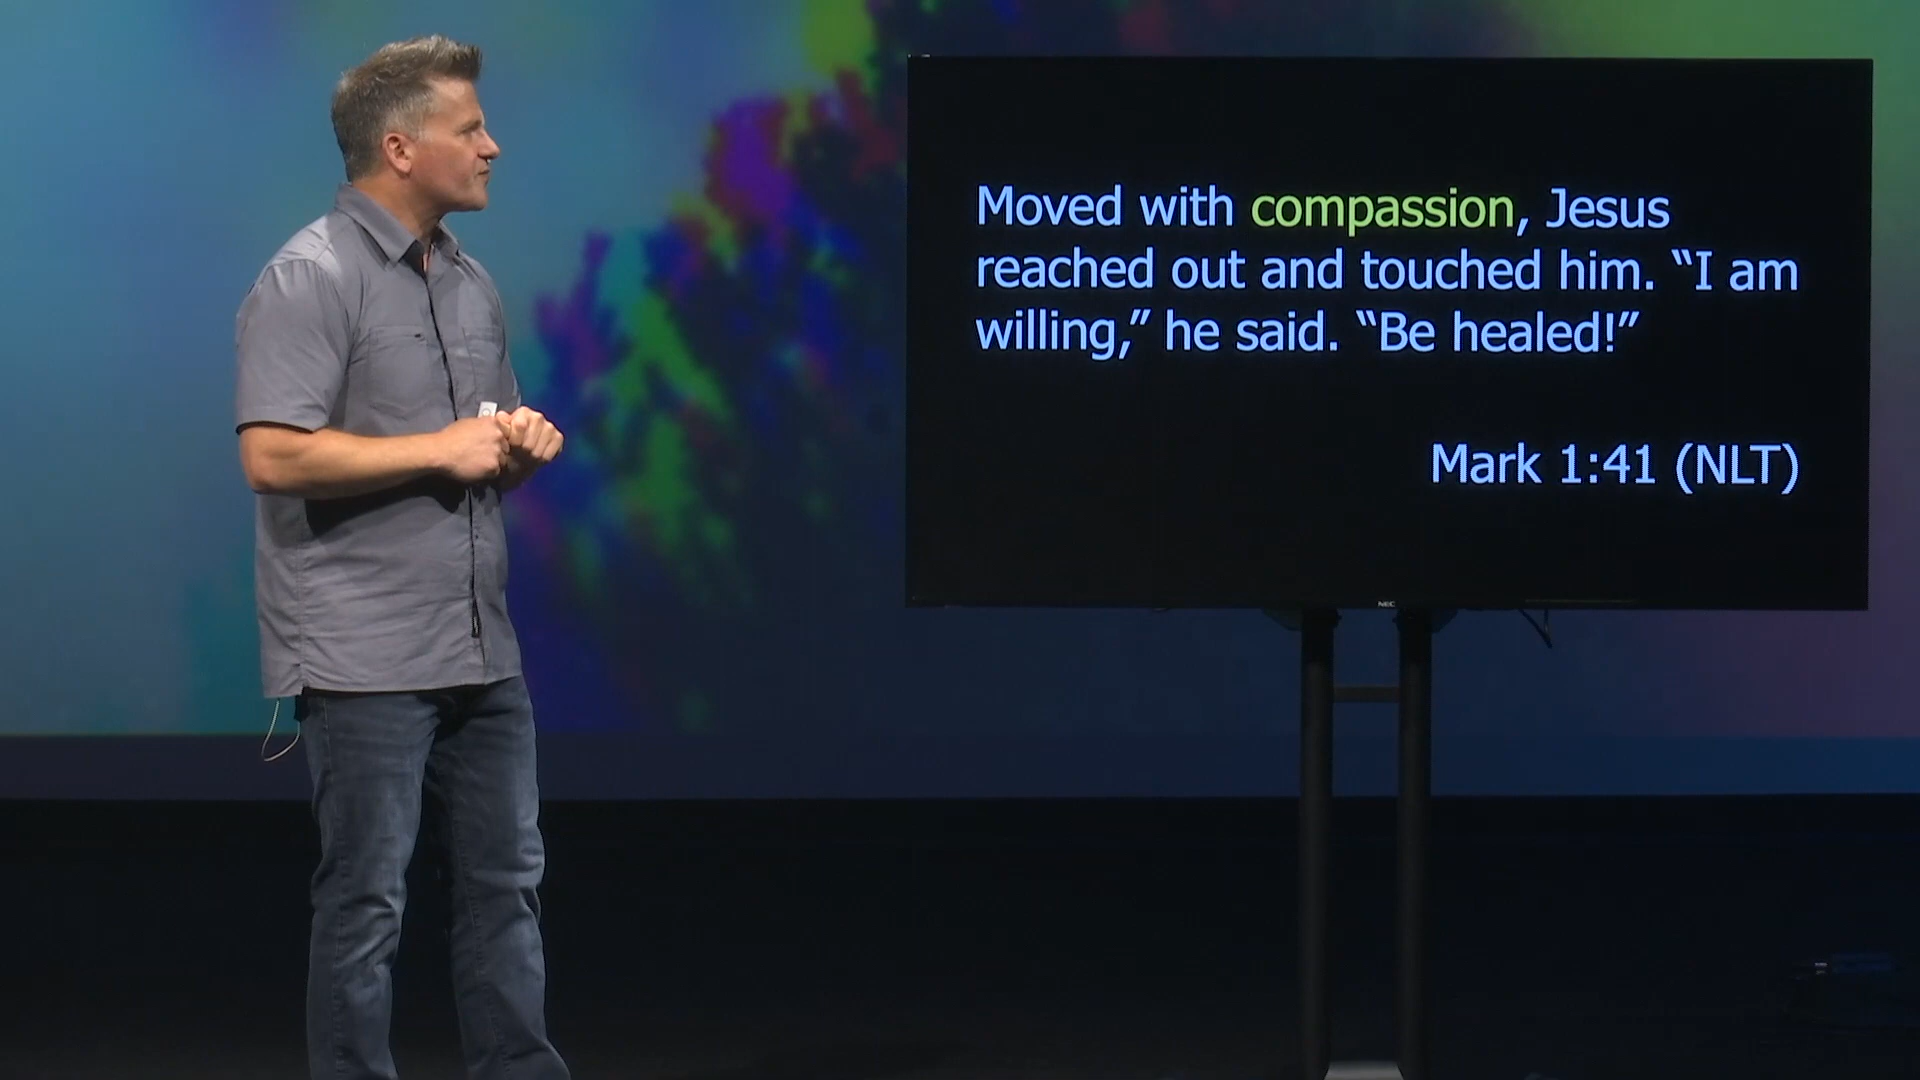 Moved with compassion, Jesus
reached out and touched him. “I am
willing,” he said. “Be healed!”
Mark 1:41 (NLT)
NEC